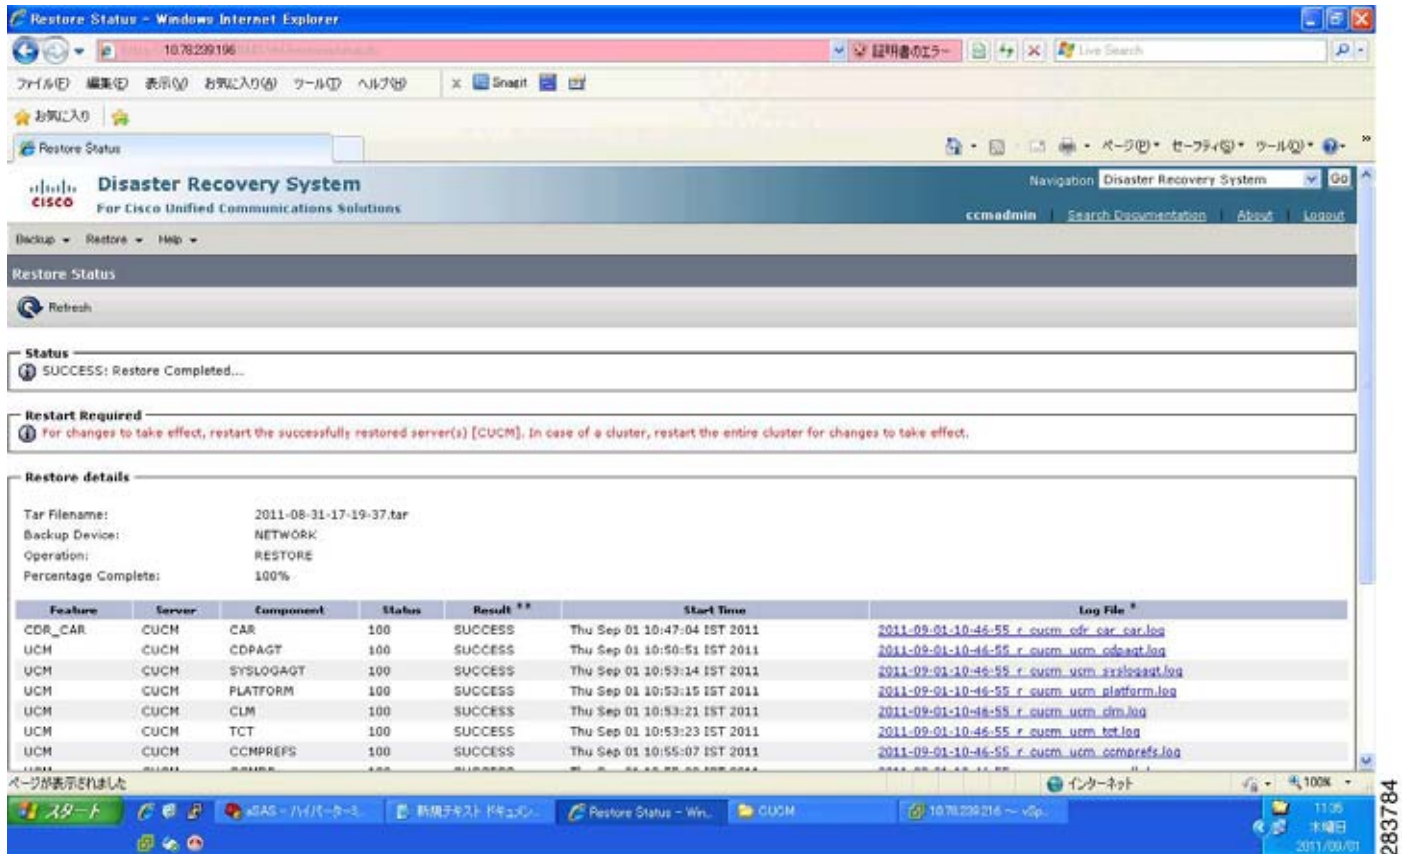 Restore Status - Windows Internet Explorer
10.78.239.196
証明書のエラー
Live Search
ファイル(F) 編集(E) 表示(V) お気に入り(A) ツール(T) ヘルプ(H) x Snagit
お気に入り
Restore Status
ページ(P) セーフティ(S) ツール(O)
cisco
Disaster Recovery System
For Cisco Unified Communications Solutions
Navigation Disaster Recovery System Go
ccmadmin | Search Documentation | About | Logout
Backup Restore Help
Restore Status
Refresh
Status
SUCCESS: Restore Completed...
Restart Required
For changes to take effect, restart the successfully restored server(s) [CUCM]. In case of a cluster, restart the entire cluster for changes to take effect.
Restore details
Tar Filename: 2011-08-31-17-19-37.tar
Backup Device: NETWORK
Operation: RESTORE
Percentage Complete: 100%
Feature Server Component Status Result ** Start Time Log File *
CDR_CAR CUCM CAR 100 SUCCESS Thu Sep 01 10:47:04 IST 2011 2011-09-01-10-46-55_r_cucm_cdr_car_car.log
UCM CUCM CDPAGT 100 SUCCESS Thu Sep 01 10:50:51 IST 2011 2011-09-01-10-46-55_r_cucm_ucm_cdpagt.log
UCM CUCM SYSLOGAGT 100 SUCCESS Thu Sep 01 10:53:14 IST 2011 2011-09-01-10-46-55_r_cucm_ucm_syslogagt.log
UCM CUCM PLATFORM 100 SUCCESS Thu Sep 01 10:53:15 IST 2011 2011-09-01-10-46-55_r_cucm_ucm_platform.log
UCM CUCM CLM 100 SUCCESS Thu Sep 01 10:53:21 IST 2011 2011-09-01-10-46-55_r_cucm_ucm_clm.log
UCM CUCM TCT 100 SUCCESS Thu Sep 01 10:53:23 IST 2011 2011-09-01-10-46-55_r_cucm_ucm_tct.log
UCM CUCM CCMPREFS 100 SUCCESS Thu Sep 01 10:55:07 IST 2011 2011-09-01-10-46-55_r_cucm_ucm_ccmprefs.log
ページが表示されました インターネット 100%
スタート Restore Status - Win... CUCM 10.78.239.216 ~ vSp...
11:35
水曜日
2011/09/01
283784